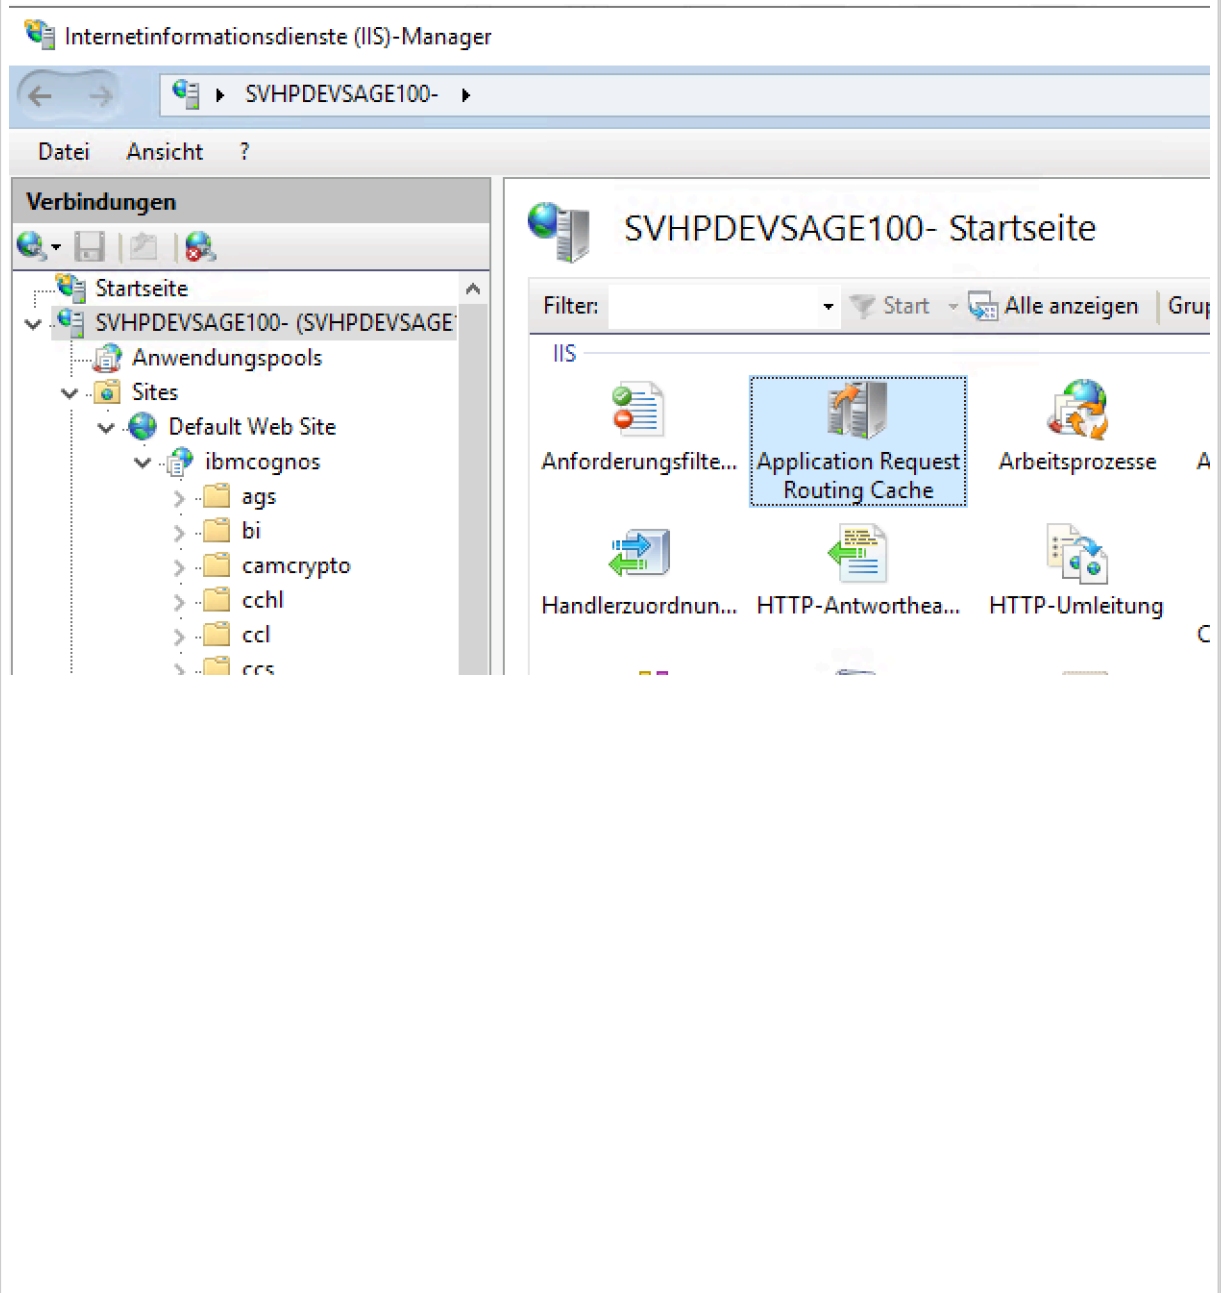 Internetinformationsdienste (IIS)-Manager
SVHPDEVSAGE100-
Datei Ansicht ?
Verbindungen
Startseite
SVHPDEVSAGE100- (SVHPDEVSAGE
Anwendungspools
Sites
Default Web Site
ibmcognos
ags
bi
camcrypto
cchl
ccl
ccs
SVHPDEVSAGE100- Startseite
Filter: Start Alle anzeigen Grup
IIS
Anforderungsfilte...
Application Request
Routing Cache
Arbeitsprozesse
A
Handlerzuordnun...
HTTP-Antworthea...
HTTP-Umleitung
C